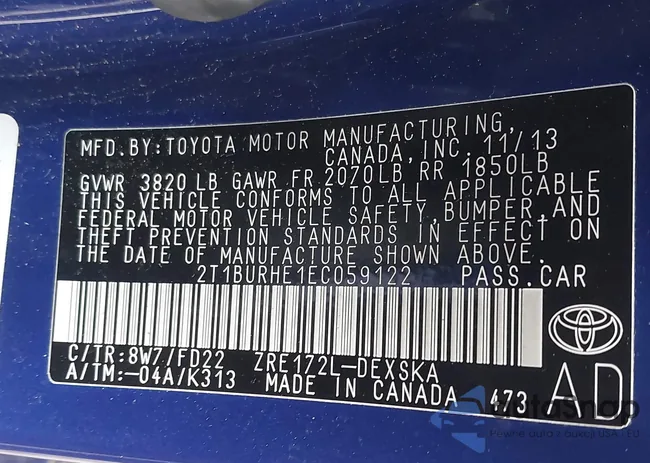 MFD.BY:TOYOTA MOTOR MANUFACTURING,
CANADA,INC. 11/13
GVWR 3820 LB GAWR FR 2070LB RR 1850LB
THIS VEHICLE CONFORMS TO ALL APPLICABLE
FEDERAL MOTOR VEHICLE SAFETY,BUMPER,AND
THEFT PREVENTION STANDARDS IN EFFECT ON
THE DATE OF MANUFACTURE SHOWN ABOVE.
2T1BURHE1EC059122 PASS.CAR
C/TR:8W7/FD22 ZRE172L-DEXSKA
A/TM:-04A/K313 MADE IN CANADA 473
AD
autoSnap